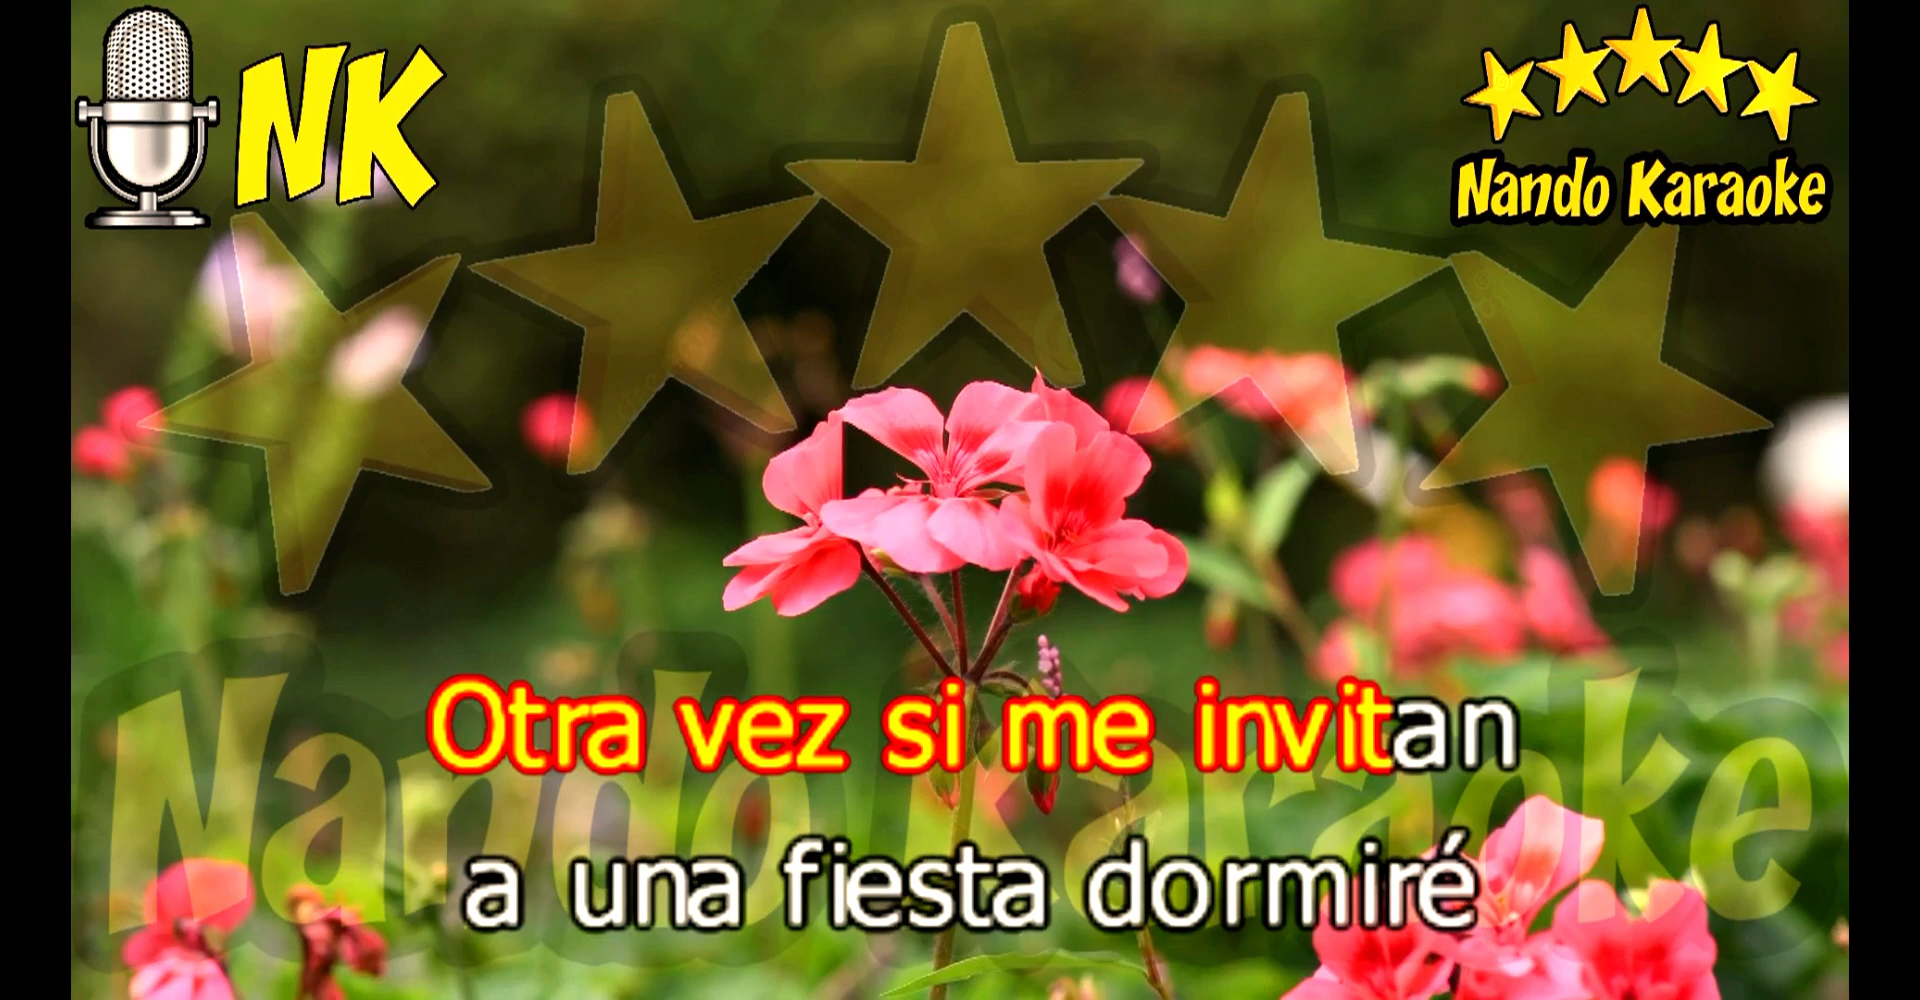 NK
Nando Karaoke
Otra vez si me invitan
a una fiesta dormiré
Nando Karaoke